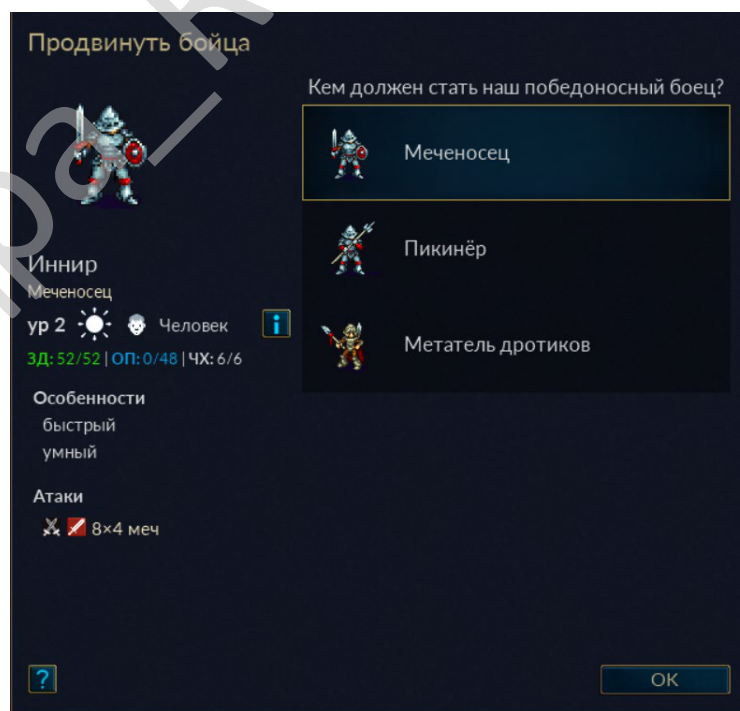 Продвинуть бойца
Кем должен стать наш победоносный боец?
Меченосец
Пикинёр
Метатель дротиков
Иннир
Меченосец
ур 2 Человек
ЗД: 52/52 | ОП: 0/48 | ЧХ: 6/6
Особенности
быстрый
умный
Атаки
8×4 меч
?
OK